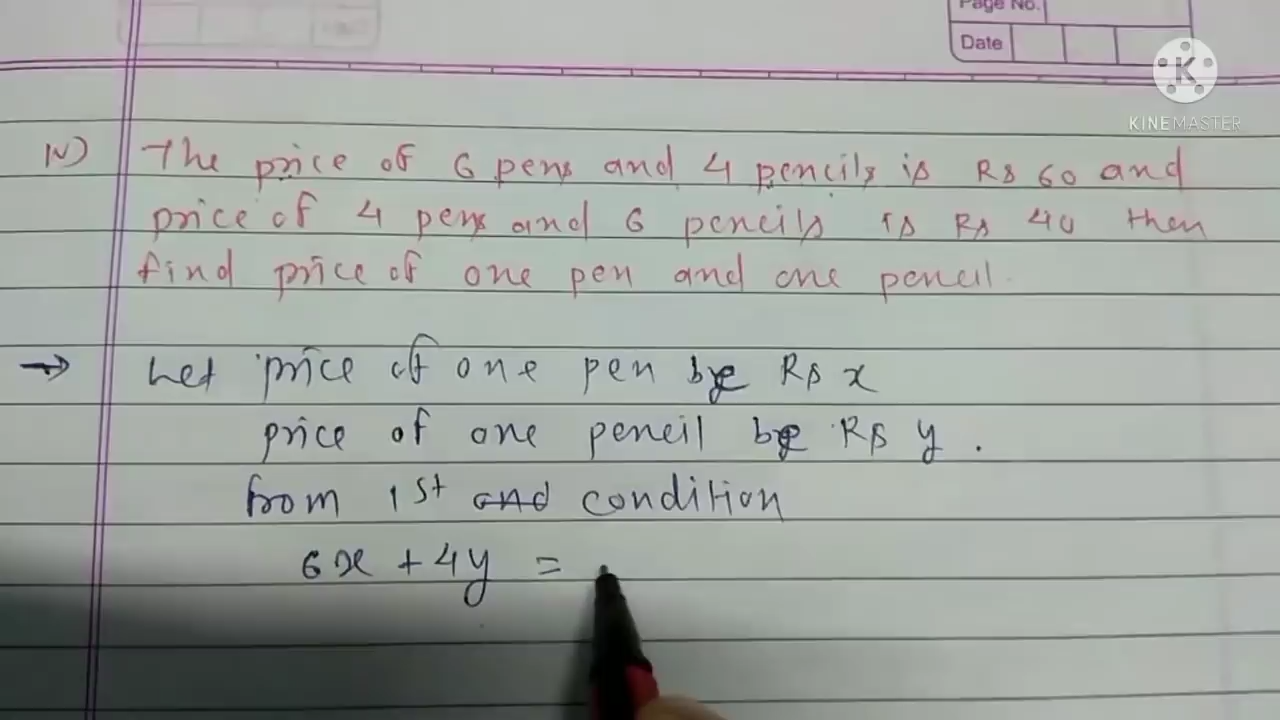 Page No.
Date
KINEMASTER
IV) The price of 6 pens and 4 pencils is Rs 60 and
price of 4 pens and 6 pencils is Rs 40 then
find price of one pen and one pencil.
→ Let price of one pen be Rs x
price of one pencil be Rs y.
from 1st and condition
6x + 4y =